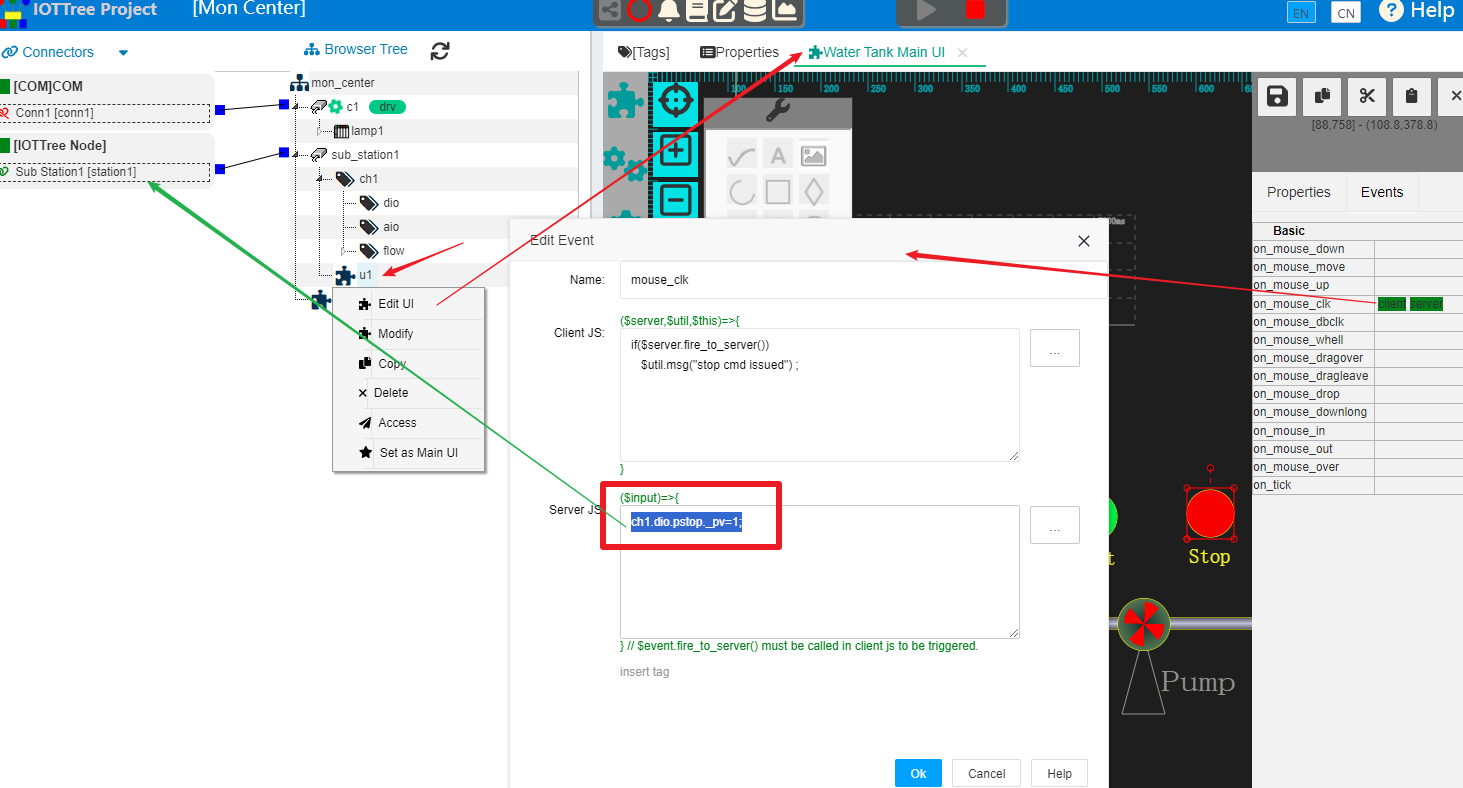 IOTTree Project
[Mon Center]
EN
CN
Help
Connectors
Browser Tree
[Tags]
Properties
Water Tank Main UI
[COM]COM
Conn1 [conn1]
[IOTTree Node]
Sub Station1 [station1]
mon_center
c1
drv
lamp1
sub_station1
ch1
dio
aio
flow
u1
Edit UI
Modify
Copy
Delete
Access
Set as Main UI
100
150
200
250
300
350
400
450
500
550
600
[88,758] - (108.8,378.8)
Properties
Events
Basic
on_mouse_down
on_mouse_move
on_mouse_up
on_mouse_clk
client server
on_mouse_dbclk
on_mouse_whell
on_mouse_dragover
on_mouse_dragleave
on_mouse_drop
on_mouse_downlong
on_mouse_in
on_mouse_out
on_mouse_over
on_tick
Edit Event
Name:
mouse_clk
Client JS:
($server,$util,$this)=>{
if($server.fire_to_server())
$util.msg("stop cmd issued") ;
...
}
Server JS
($input)=>{
ch1.dio.pstop._pv=1;
...
} // $event.fire_to_server() must be called in client js to be triggered.
insert tag
Ok
Cancel
Help
Stop
Pump